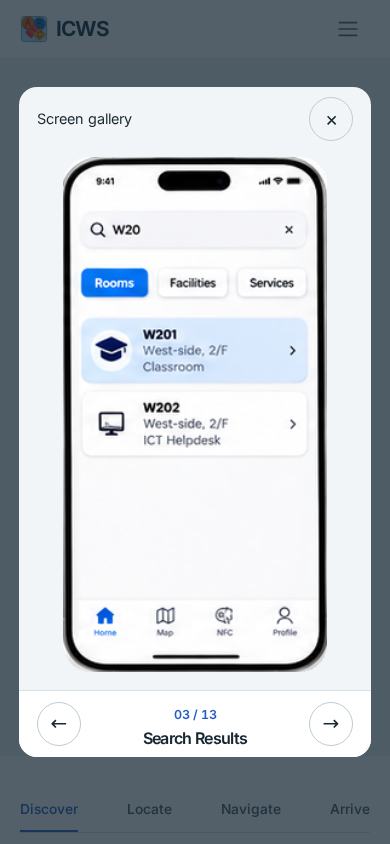 ICWS
Screen gallery
×
9:41
W20
×
Rooms
Facilities
Services
W201
West-side, 2/F
Classroom
W202
West-side, 2/F
ICT Helpdesk
Home
Map
NFC
Profile
←
03 / 13
→
Search Results
Discover
Locate
Navigate
Arrive